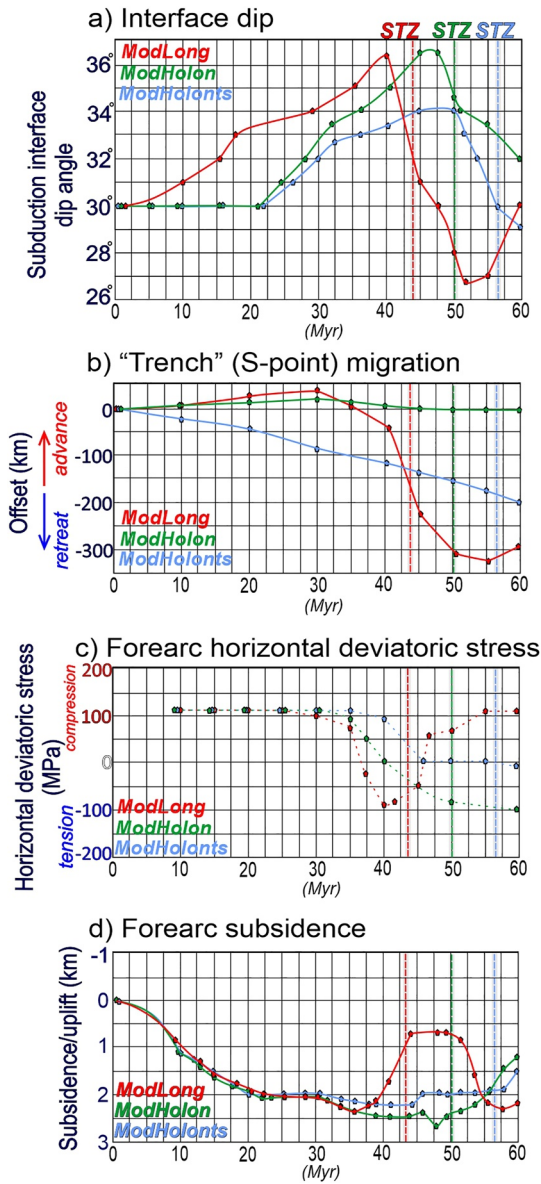 a) Interface dip
STZ STZ STZ
ModLong
ModHolon
ModHolonts
Subduction interface
dip angle
36°
34°
32°
30°
28°
26°
0 10 20 30 40 50 60
(Myr)
b) “Trench” (S-point) migration
Offset (km)
advance
retreat
0
-100
-200
-300
ModLong
ModHolon
ModHolonts
0 10 20 30 40 50 60
(Myr)
c) Forearc horizontal deviatoric stress
Horizontal deviatoric stress
(MPa)
compression
tension
200
100
0
-100
-200
ModLong
ModHolon
ModHolonts
0 10 20 30 40 50 60
(Myr)
d) Forearc subsidence
Subsidence/uplift (km)
-1
0
1
2
3
ModLong
ModHolon
ModHolonts
0 10 20 30 40 50 60
(Myr)